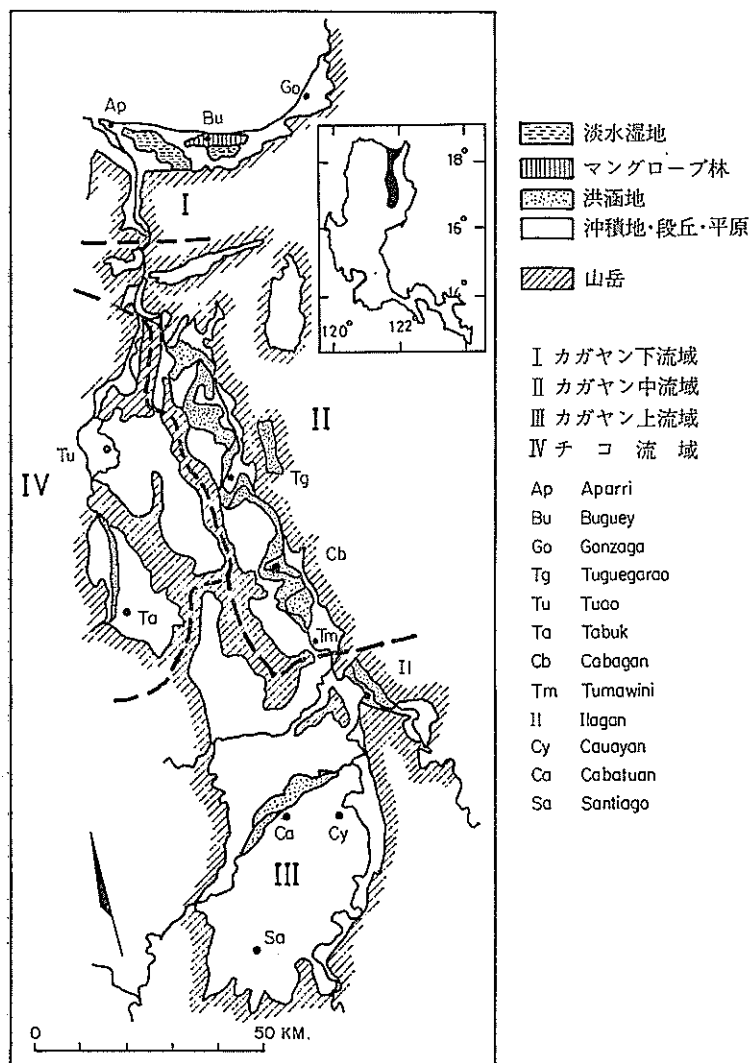 Go
Ap
Bu
I
18°
16°
14°
120°
122°
II
Tu
IV
Tg
Cb
Ta
Tm
Il
Ca
Cy
III
Sa
0
50 KM.
淡水湿地
マングローブ林
洪涵地
沖積地・段丘・平原
山岳
I カガヤン下流域
II カガヤン中流域
III カガヤン上流域
IV チコ流域
Ap Aparri
Bu Buguey
Go Gonzaga
Tg Tuguegarao
Tu Tuao
Ta Tabuk
Cb Cabagan
Tm Tumawini
Il Ilagan
Cy Cauayan
Ca Cabatuan
Sa Santiago